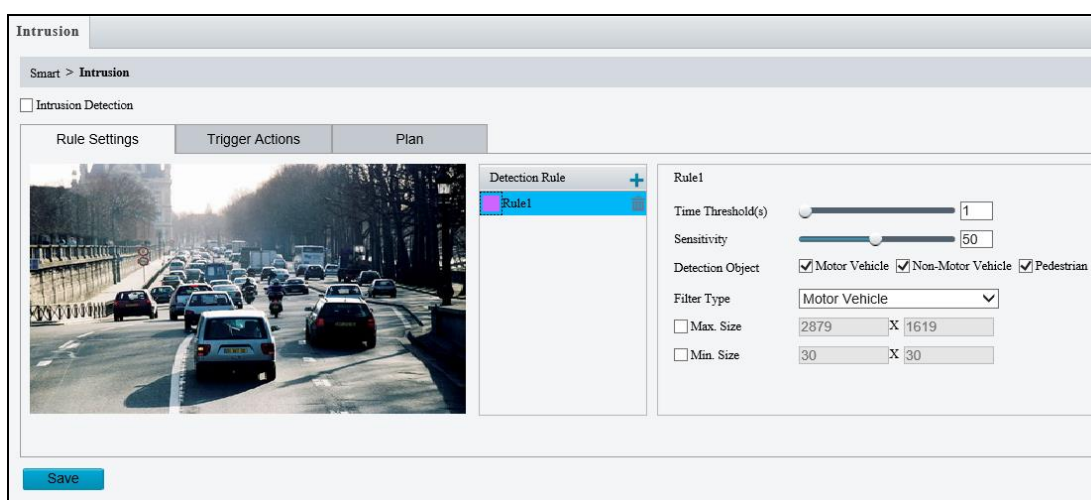 Intrusion
Smart > Intrusion
Intrusion Detection
Rule Settings Trigger Actions Plan
Detection Rule
Rule1
Rule1
Time Threshold(s) 1
Sensitivity 50
Detection Object Motor Vehicle Non-Motor Vehicle Pedestrian
Filter Type Motor Vehicle
Max. Size 2879 X 1619
Min. Size 30 X 30
Save